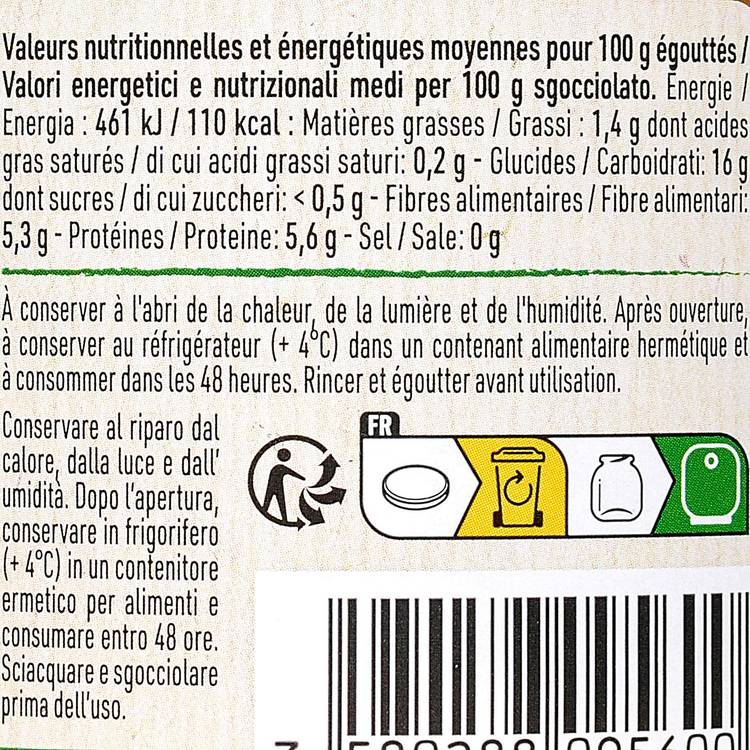 Valeurs nutritionnelles et énergétiques moyennes pour 100 g égouttés /
Valori energetici e nutrizionali medi per 100 g sgocciolato. Énergie /
Energia : 461 kJ / 110 kcal : Matières grasses / Grassi : 1,4 g dont acides
gras saturés / di cui acidi grassi saturi: 0,2 g - Glucides / Carboidrati: 16 g
dont sucres / di cui zuccheri: < 0,5 g - Fibres alimentaires / Fibre alimentari:
5,3 g - Protéines / Proteine: 5,6 g - Sel / Sale: 0 g
À conserver à l'abri de la chaleur, de la lumière et de l'humidité. Après ouverture,
à conserver au réfrigérateur (+ 4°C) dans un contenant alimentaire hermétique et
à consommer dans les 48 heures. Rincer et égoutter avant utilisation.
Conservare al riparo dal
calore, dalla luce e dall'
umidità. Dopo l'apertura,
conservare in frigorifero
(+ 4°C) in un contenitore
ermetico per alimenti e
consumare entro 48 ore.
Sciacquare e sgocciolare
prima dell'uso.
FR